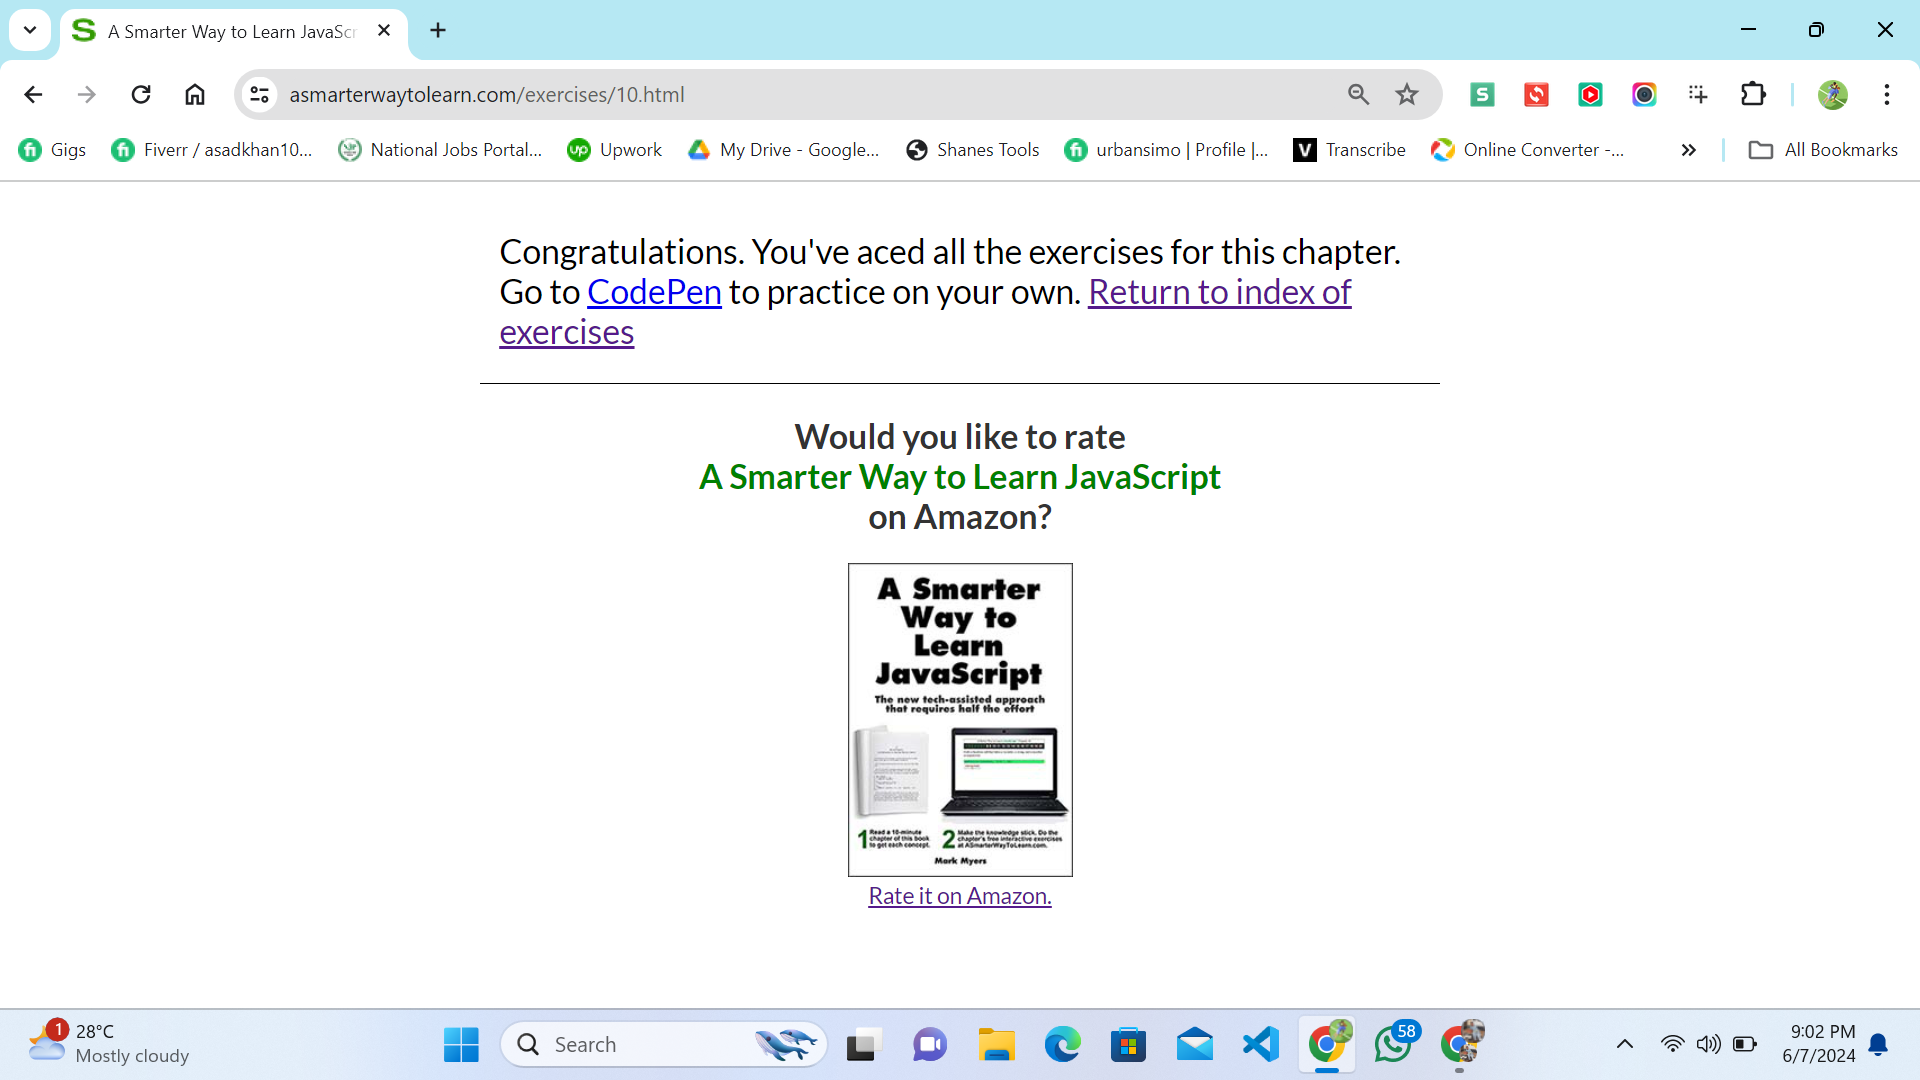 A Smarter Way to Learn JavaScr
asmarterwaytolearn.com/exercises/10.html
Gigs
Fiverr / asadkhan10...
National Jobs Portal...
Upwork
My Drive - Google...
Shanes Tools
urbansimo | Profile |...
Transcribe
Online Converter -...
All Bookmarks
Congratulations. You've aced all the exercises for this chapter.
Go to CodePen to practice on your own. Return to index of
exercises
Would you like to rate
A Smarter Way to Learn JavaScript
on Amazon?
A Smarter
Way to
Learn
JavaScript
The new tech-assisted approach
that requires half the effort
1 Read a 10-minute
chapter of this book
to get each concept.
2 Make the knowledge stick. Do the
chapter's free interactive exercises
at ASmarterWayToLearn.com.
Mark Myers
Rate it on Amazon.
1
28°C
Mostly cloudy
Search
58
9:02 PM
6/7/2024